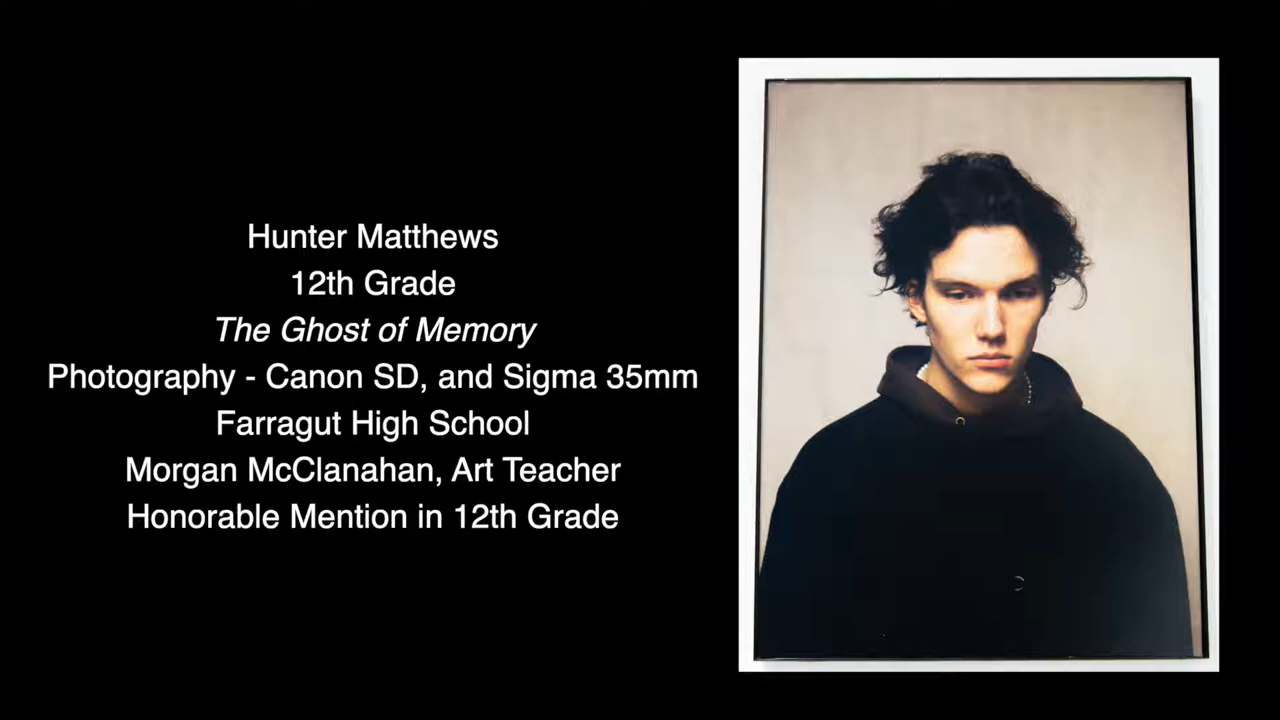 Hunter Matthews
12th Grade
The Ghost of Memory
Photography - Canon SD, and Sigma 35mm
Farragut High School
Morgan McClanahan, Art Teacher
Honorable Mention in 12th Grade